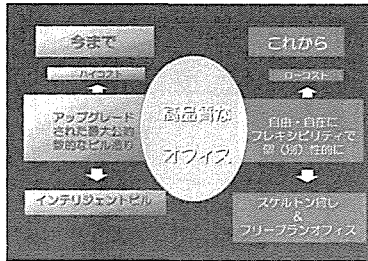 今まで
ハイコスト
アップグレード
された最大公約
数的なビル造り
インテリジェントビル
高品質な
オフィス
これから
ローコスト
自由・自在に
フレキシビリティで
個（別）性的に
スケルトン貸し
&
フリープランオフィス